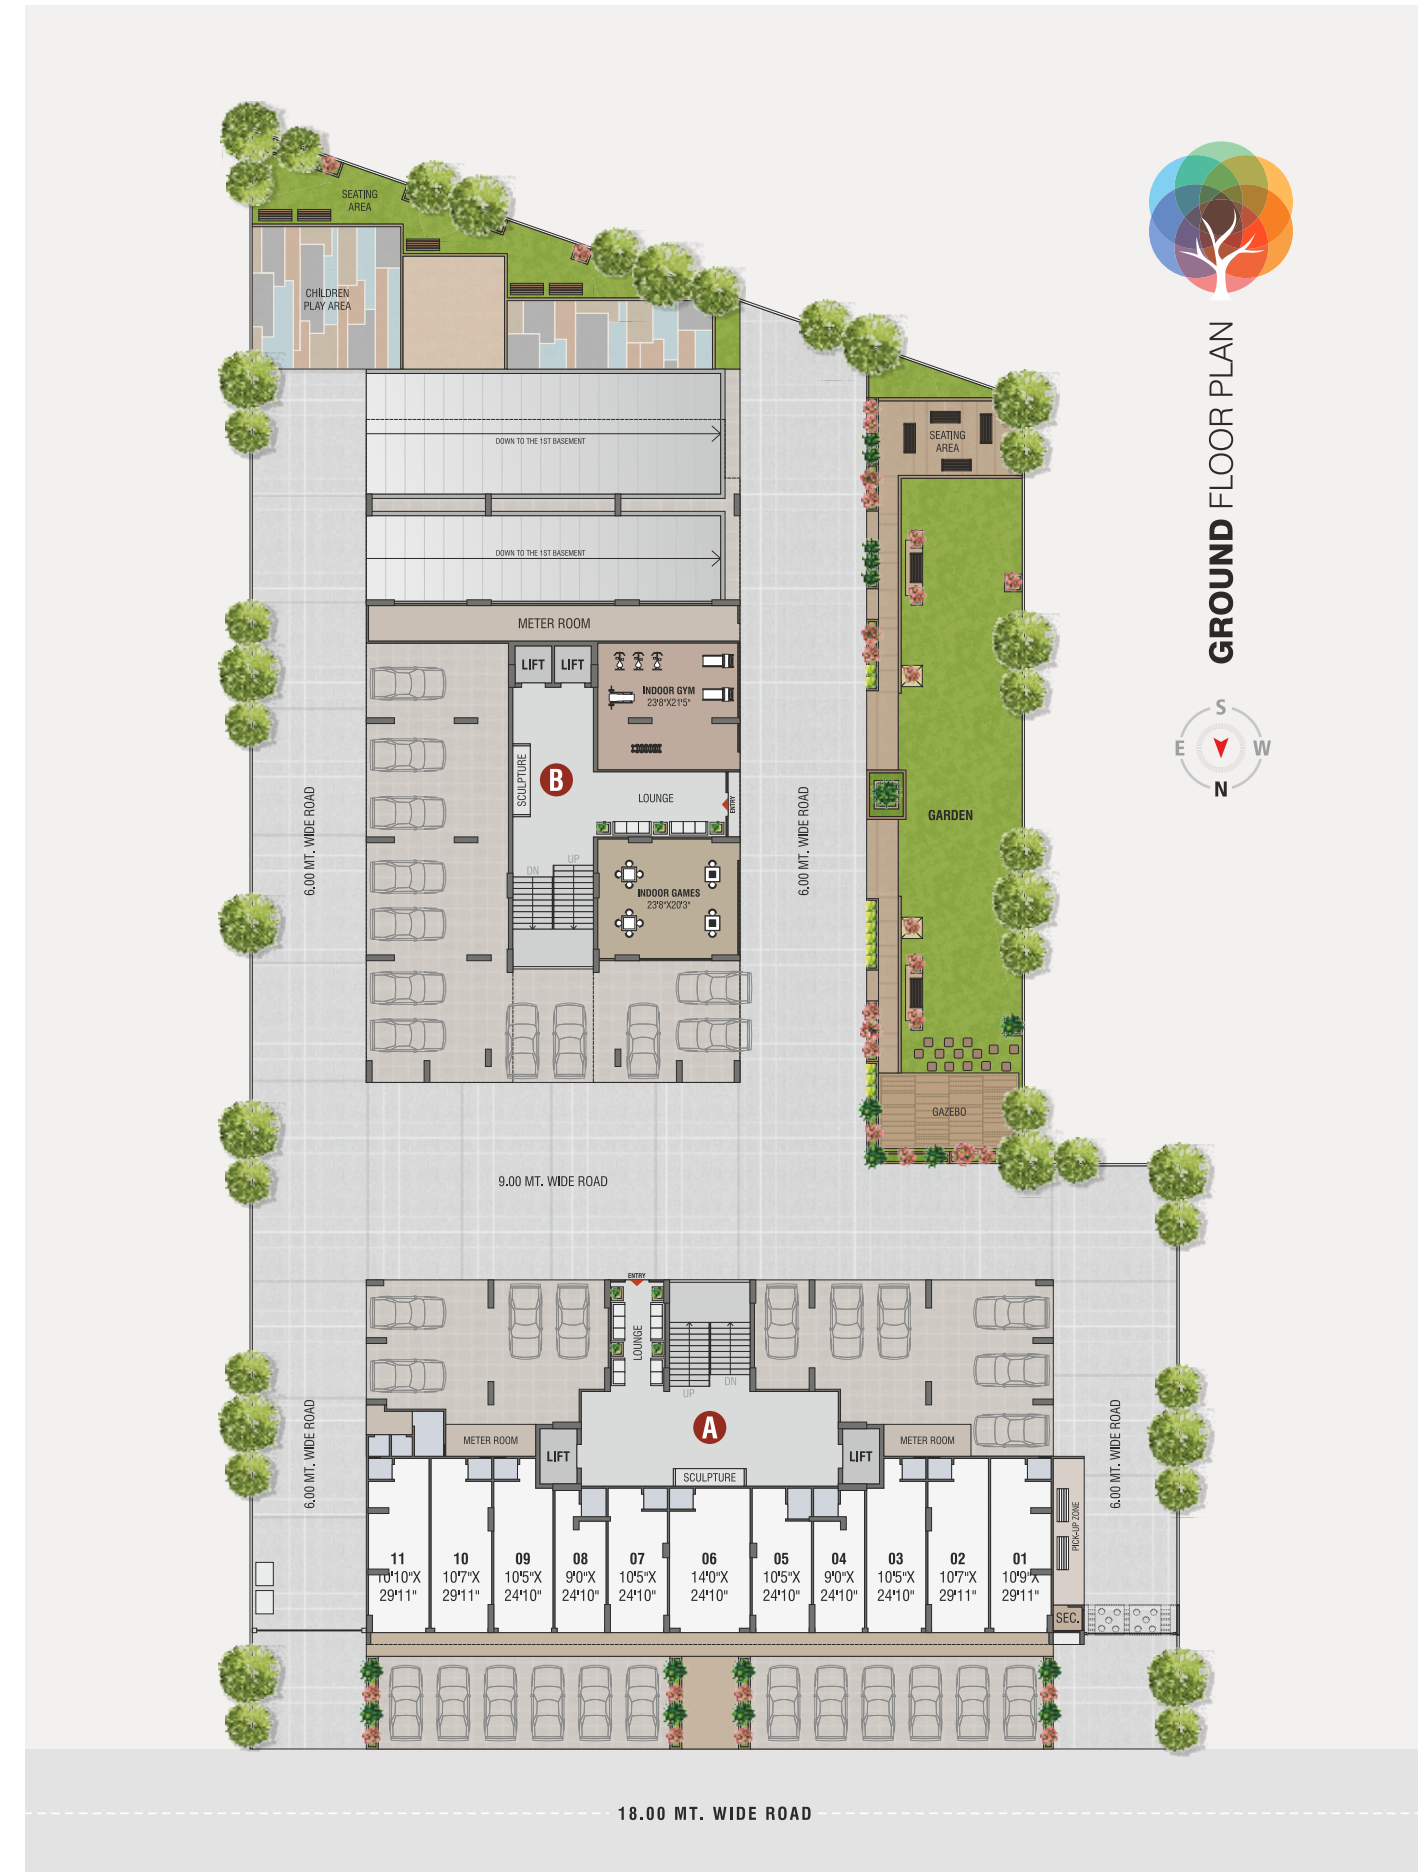 GROUND FLOOR PLAN
S
E
W
N
SEATING
AREA
CHILDREN
PLAY AREA
SEATING
AREA
DOWN TO THE 1ST BASEMENT
DOWN TO THE 1ST BASEMENT
METER ROOM
LIFT
LIFT
INDOOR GYM
23'8"X21'5"
SCULPTURE
B
LOUNGE
ENTRY
6.00 MT. WIDE ROAD
6.00 MT. WIDE ROAD
GARDEN
UP
DN
INDOOR GAMES
23'8"X20'3"
GAZEBO
9.00 MT. WIDE ROAD
ENTRY
LOUNGE
UP
DN
A
METER ROOM
LIFT
SCULPTURE
LIFT
METER ROOM
6.00 MT. WIDE ROAD
6.00 MT. WIDE ROAD
PICK-UP ZONE
11
10'10"X
29'11"
10
10'7"X
29'11"
09
10'5"X
24'10"
08
9'0"X
24'10"
07
10'5"X
24'10"
06
14'0"X
24'10"
05
10'5"X
24'10"
04
9'0"X
24'10"
03
10'5"X
24'10"
02
10'7"X
29'11"
01
10'9"X
29'11"
SEC.
18.00 MT. WIDE ROAD